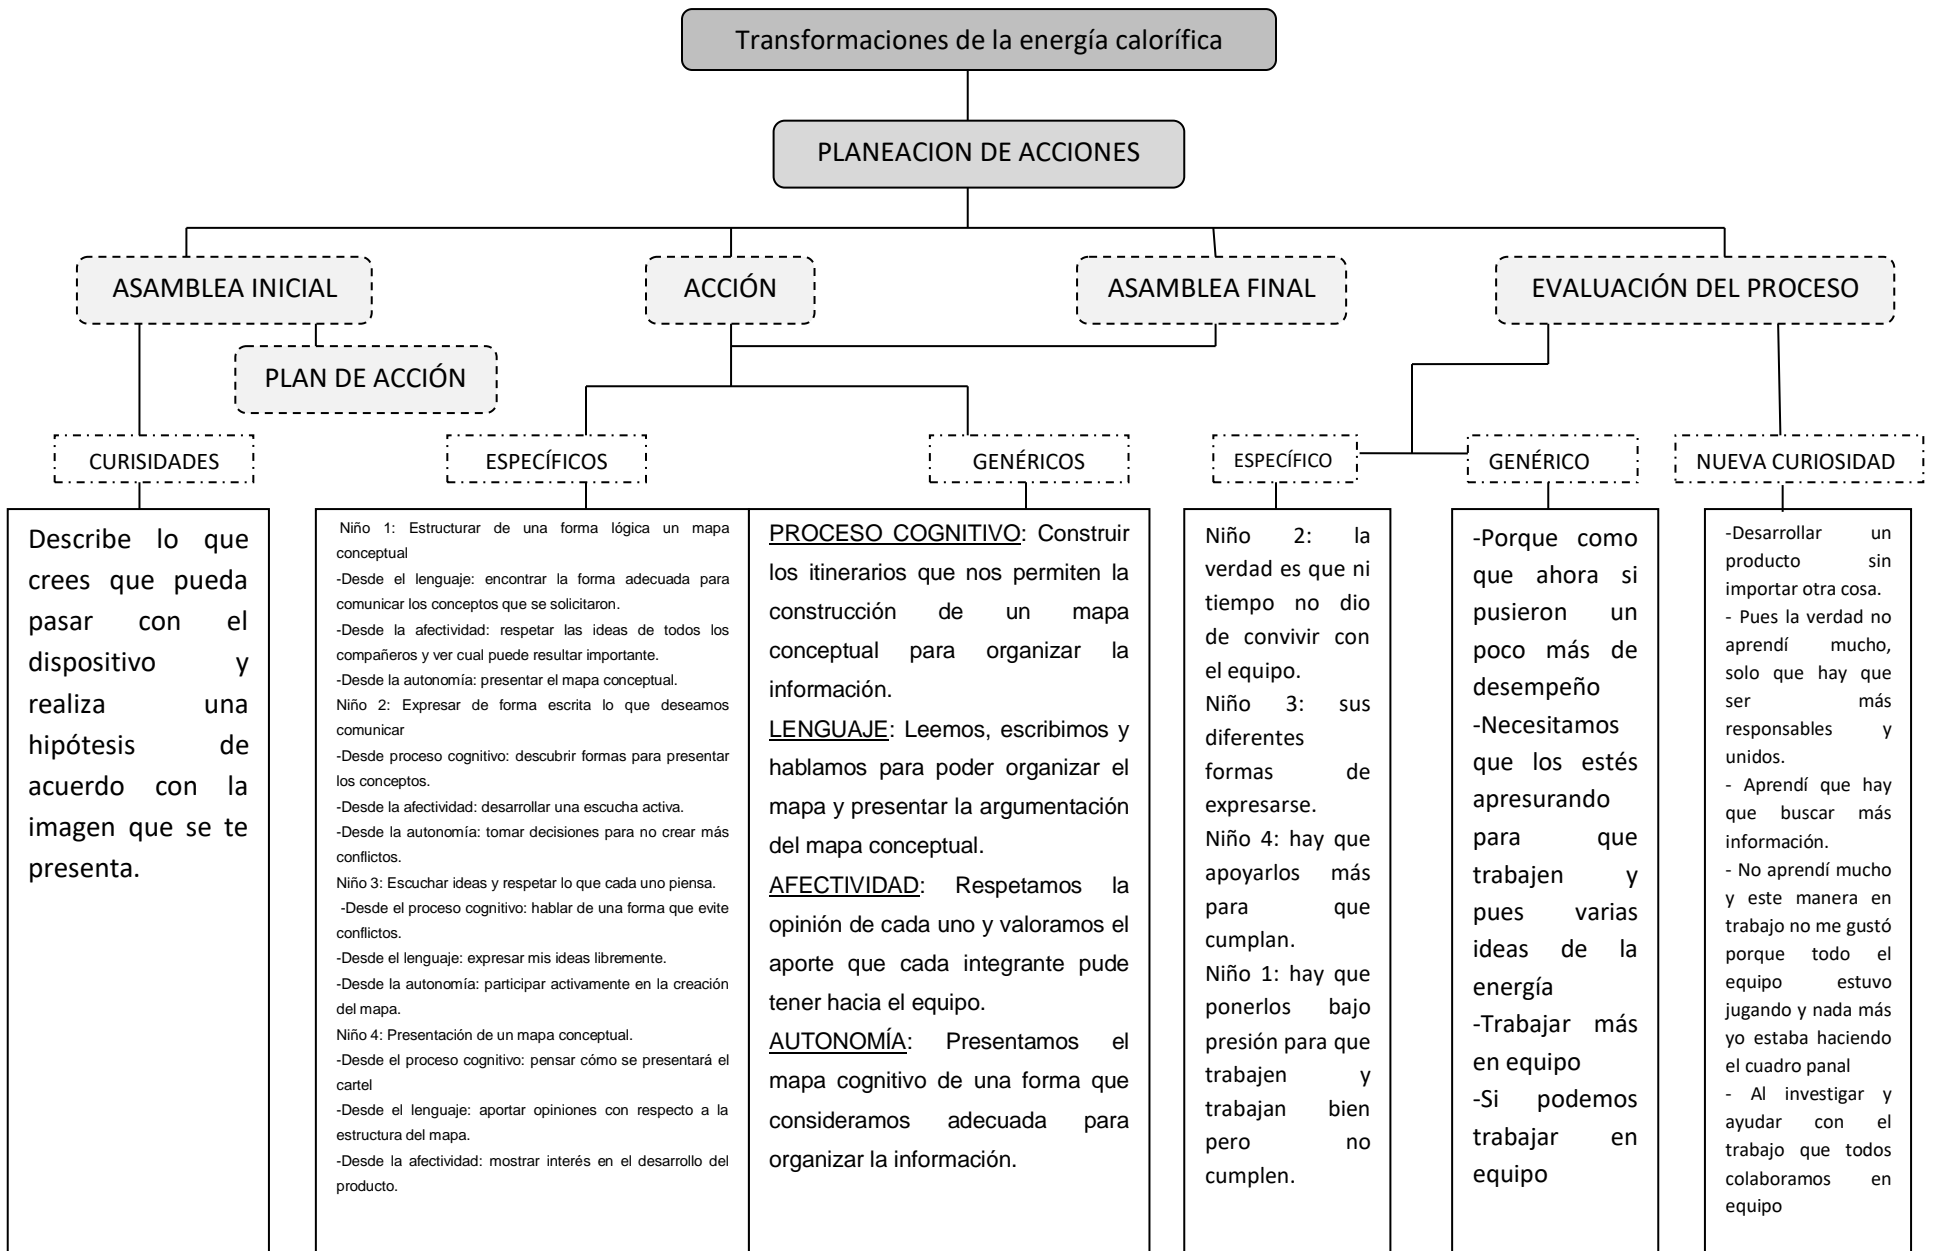 Transformaciones de la energía calorífica
PLANEACION DE ACCIONES
ASAMBLEA INICIAL
ACCIÓN
ASAMBLEA FINAL
EVALUACIÓN DEL PROCESO
PLAN DE ACCIÓN
CURISIDADES
ESPECÍFICOS
GENÉRICOS
ESPECÍFICO
GENÉRICO
NUEVA CURIOSIDAD
Describe lo que
crees que pueda
pasar con el
dispositivo y
realiza una
hipótesis de
acuerdo con la
imagen que se te
presenta.
Niño 1: Estructurar de una forma lógica un mapa
conceptual
-Desde el lenguaje: encontrar la forma adecuada para
comunicar los conceptos que se solicitaron.
-Desde la afectividad: respetar las ideas de todos los
compañeros y ver cual puede resultar importante.
-Desde la autonomía: presentar el mapa conceptual.
Niño 2: Expresar de forma escrita lo que deseamos
comunicar
-Desde proceso cognitivo: descubrir formas para presentar
los conceptos.
-Desde la afectividad: desarrollar una escucha activa.
-Desde la autonomía: tomar decisiones para no crear más
conflictos.
Niño 3: Escuchar ideas y respetar lo que cada uno piensa.
-Desde el proceso cognitivo: hablar de una forma que evite
conflictos.
-Desde el lenguaje: expresar mis ideas libremente.
-Desde la autonomía: participar activamente en la creación
del mapa.
Niño 4: Presentación de un mapa conceptual.
-Desde el proceso cognitivo: pensar cómo se presentará el
cartel
-Desde el lenguaje: aportar opiniones con respecto a la
estructura del mapa.
-Desde la afectividad: mostrar interés en el desarrollo del
producto.
PROCESO COGNITIVO: Construir
los itinerarios que nos permiten la
construcción de un mapa
conceptual para organizar la
información.
LENGUAJE: Leemos, escribimos y
hablamos para poder organizar el
mapa y presentar la argumentación
del mapa conceptual.
AFECTIVIDAD: Respetamos la
opinión de cada uno y valoramos el
aporte que cada integrante pude
tener hacia el equipo.
AUTONOMÍA: Presentamos el
mapa cognitivo de una forma que
consideramos adecuada para
organizar la información.
Niño 2: la
verdad es que ni
tiempo no dio
de convivir con
el equipo.
Niño 3: sus
diferentes
formas de
expresarse.
Niño 4: hay que
apoyarlos más
para que
cumplan.
Niño 1: hay que
ponerlos bajo
presión para que
trabajen y
trabajan bien
pero no
cumplen.
-Porque como
que ahora si
pusieron un
poco más de
desempeño
-Necesitamos
que los estés
apresurando
para que
trabajen y
pues varias
ideas de la
energía
-Trabajar más
en equipo
-Si podemos
trabajar en
equipo
-Desarrollar un
producto sin
importar otra cosa.
- Pues la verdad no
aprendí mucho,
solo que hay que
ser más
responsables y
unidos.
- Aprendí que hay
que buscar más
información.
- No aprendí mucho
y este manera en
trabajo no me gustó
porque todo el
equipo estuvo
jugando y nada más
yo estaba haciendo
el cuadro panal
- Al investigar y
ayudar con el
trabajo que todos
colaboramos en
equipo